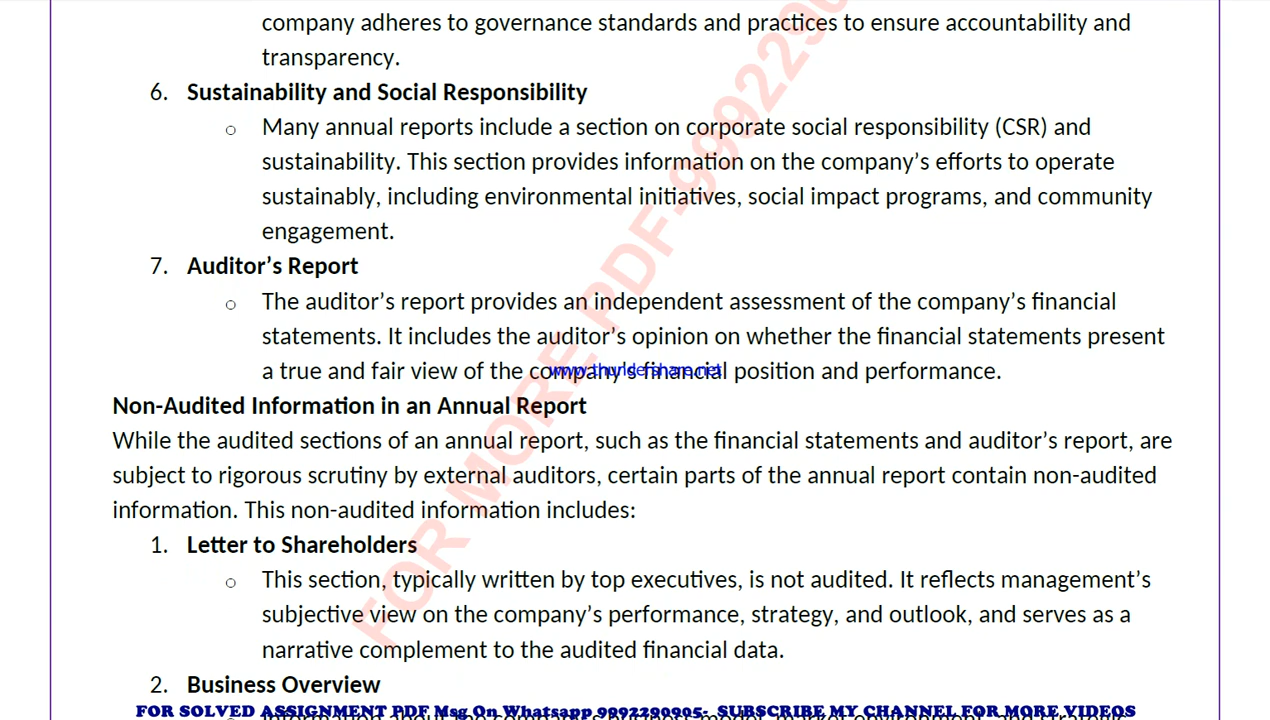 company adheres to governance standards and practices to ensure accountability and
transparency.
6. Sustainability and Social Responsibility
o Many annual reports include a section on corporate social responsibility (CSR) and
sustainability. This section provides information on the company’s efforts to operate
sustainably, including environmental initiatives, social impact programs, and community
engagement.
7. Auditor’s Report
o The auditor’s report provides an independent assessment of the company’s financial
statements. It includes the auditor’s opinion on whether the financial statements present
a true and fair view of the company’s financial position and performance.
www.thundershare.net
Non-Audited Information in an Annual Report
While the audited sections of an annual report, such as the financial statements and auditor’s report, are
subject to rigorous scrutiny by external auditors, certain parts of the annual report contain non-audited
information. This non-audited information includes:
1. Letter to Shareholders
o This section, typically written by top executives, is not audited. It reflects management’s
subjective view on the company’s performance, strategy, and outlook, and serves as a
narrative complement to the audited financial data.
2. Business Overview
FOR SOLVED ASSIGNMENT PDF Msg On Whatsapp 9992290905- SUBSCRIBE MY CHANNEL FOR MORE VIDEOS
FOR MORE PDF-9992290